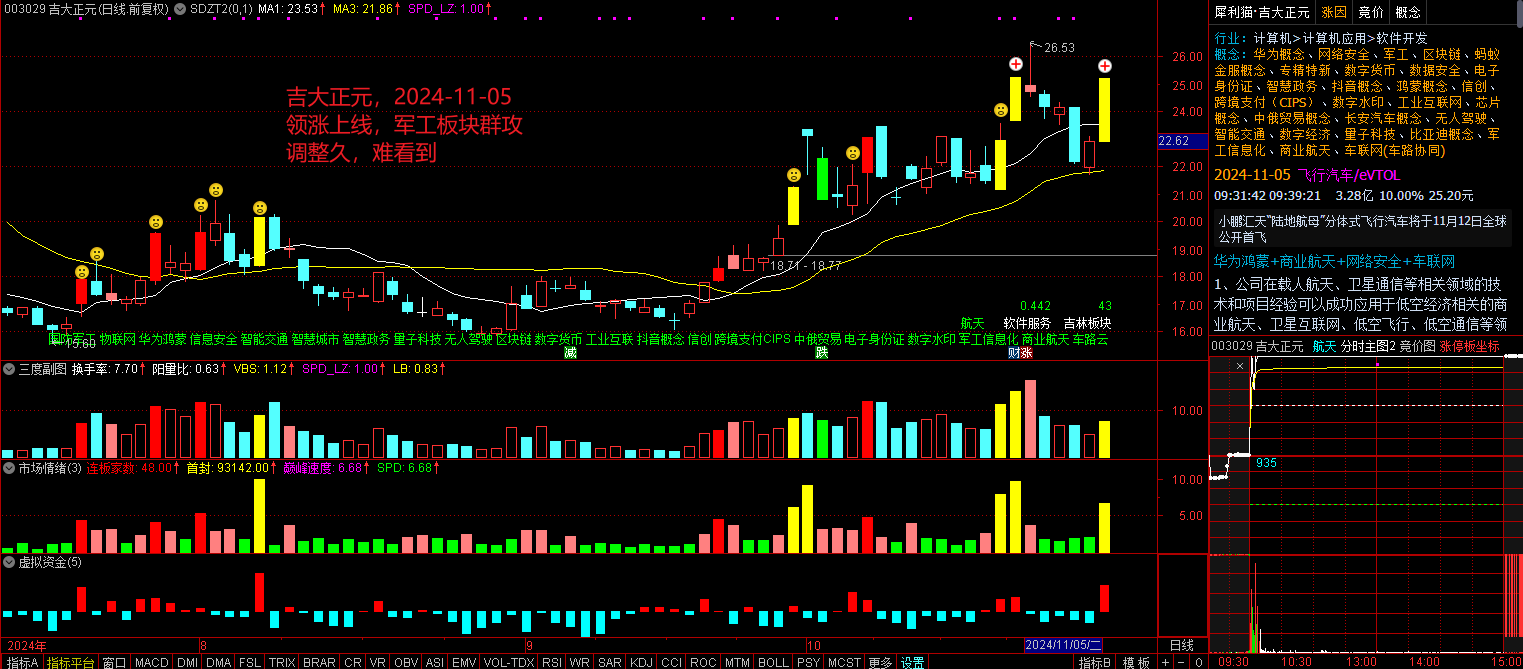 003029 吉大正元(日线.前复权) SDZT2(0,1) MA1: 23.53↑ MA3: 21.86↑ SPD_LZ: 1.00↑
26.53
吉大正元，2024-11-05
领涨上线，军工板块群攻
调整久，难看到
18.71 - 18.77
0.442 43
航天 软件服务 吉林板块
物联网 华为鸿蒙 信息安全 智能交通 智慧城市 智慧政务 量子科技 无人驾驶 区块链 数字货币 工业互联 抖音概念 信创 跨境支付CIPS 中俄贸易 电子身份证 数字水印 军工信息化 商业航天 车路云
减 跌 财 涨
26.00
25.00
24.00
22.62
22.00
21.00
20.00
19.00
18.00
17.00
16.00
三度副图 换手率: 7.70↑ 阳量比: 0.63↑ VBS: 1.12↑ SPD_LZ: 1.00↑ LB: 0.83↑
10.00
市场情绪(3) 连板家数: 48.00↑ 首封: 93142.00↑ 巅峰速度: 6.68↑ SPD: 6.68↑
10.00
5.00
虚拟资金(5)
2024年 8 9 10 2024/11/05/二 日线
指标A 指标平台 窗口 MACD DMI DMA FSL TRIX BRAR CR VR OBV ASI EMV VOL-TDX RSI WR SAR KDJ CCI ROC MTM BOLL PSY MCST 更多 设置 指标B 模板 + - 0
犀利猫·吉大正元 涨因 竞价 概念
行业: 计算机>计算机应用>软件开发
概念: 华为概念、网络安全、军工、区块链、蚂蚁
金服概念、专精特新、数字货币、数据安全、电子
身份证、智慧政务、抖音概念、鸿蒙概念、信创、
跨境支付（CIPS）、数字水印、工业互联网、芯片
概念、中俄贸易概念、长安汽车概念、无人驾驶、
智能交通、数字经济、量子科技、比亚迪概念、军
工信息化、商业航天、车联网(车路协同)
2024-11-05 飞行汽车/eVTOL
09:31:42 09:39:21 3.28亿 10.00% 25.20元
小鹏汇天“陆地航母”分体式飞行汽车将于11月12日全球
公开首飞
华为鸿蒙+商业航天+网络安全+车联网
1、公司在载人航天、卫星通信等相关领域的技
术和项目经验可以成功应用于低空经济相关的商
业航天、卫星互联网、低空飞行、低空通信等领
003029 吉大正元 航天 分时主图2 竞价图 涨停板坐标
×
935
09:30 10:30 13:00 14:00 15:00